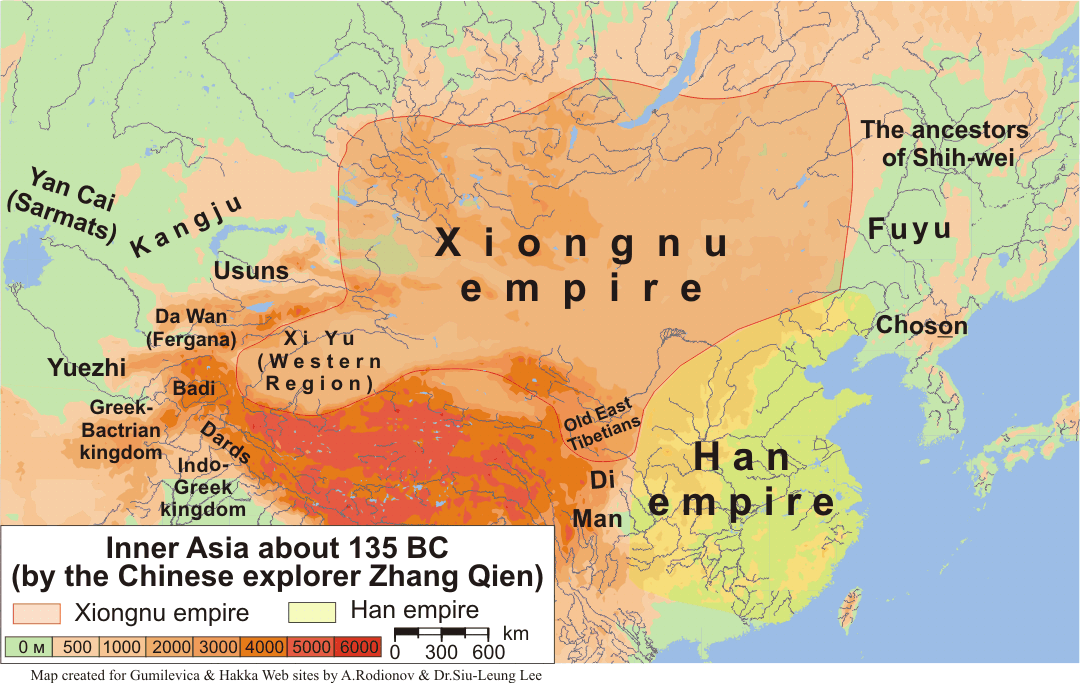 The ancestors
of Shih-wei
Yan Cai
(Sarmats)
Kangju
Fuyu
Xiongnu
empire
Usuns
Da Wan
(Fergana)
Choson
Xi Yu
(Western
Region)
Yuezhi
Badi
Greek-
Bactrian
kingdom
Old East
Tibetians
Dards
Han
empire
Indo-
Greek
kingdom
Di
Man
Inner Asia about 135 BC
(by the Chinese explorer Zhang Qien)
Xiongnu empire Han empire
0 м 500 1000 2000 3000 4000 5000 6000
0 300 600 km
Map created for Gumilevica & Hakka Web sites by A.Rodionov & Dr.Siu-Leung Lee